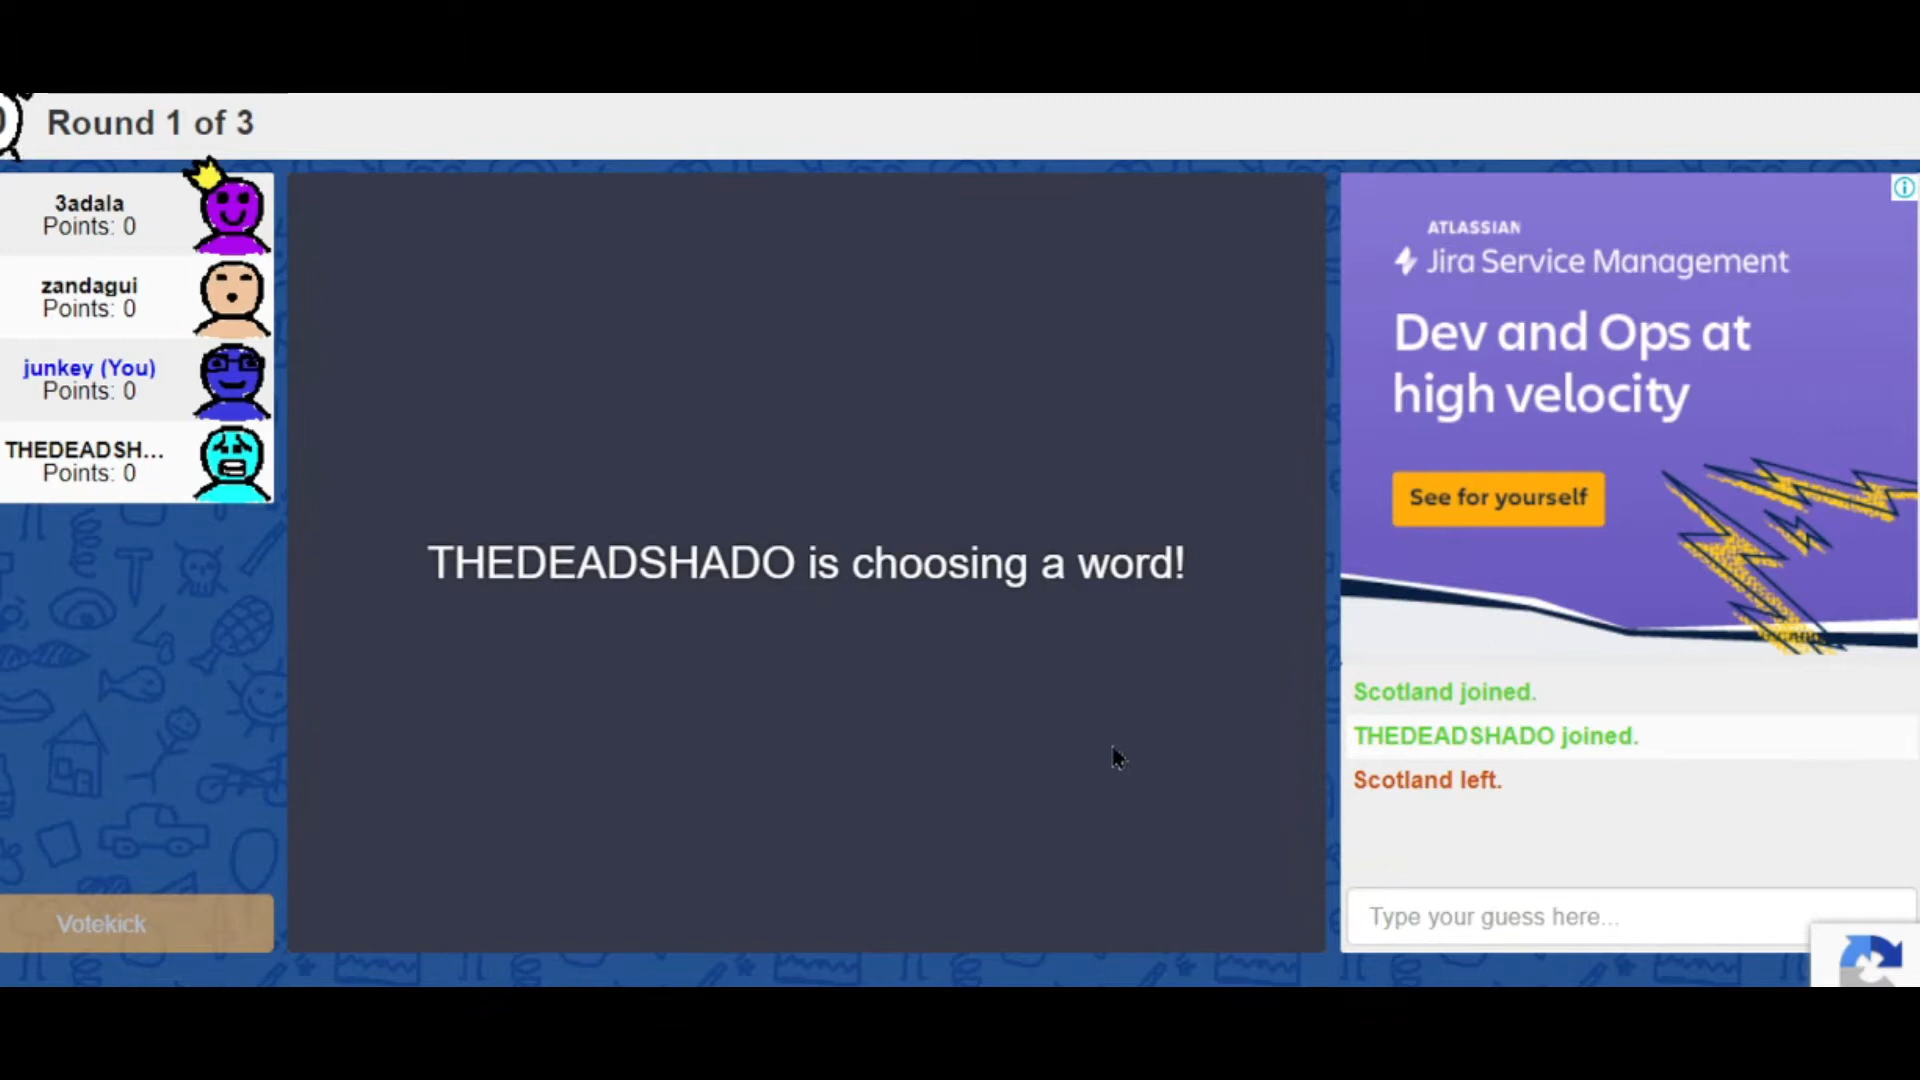 Round 1 of 3
3adala
Points: 0
zandagui
Points: 0
junkey (You)
Points: 0
THEDEADSH...
Points: 0
Votekick
THEDEADSHADO is choosing a word!
ATLASSIAN
Jira Service Management
Dev and Ops at
high velocity
See for yourself
Scotland joined.
THEDEADSHADO joined.
Scotland left.
Type your guess here...